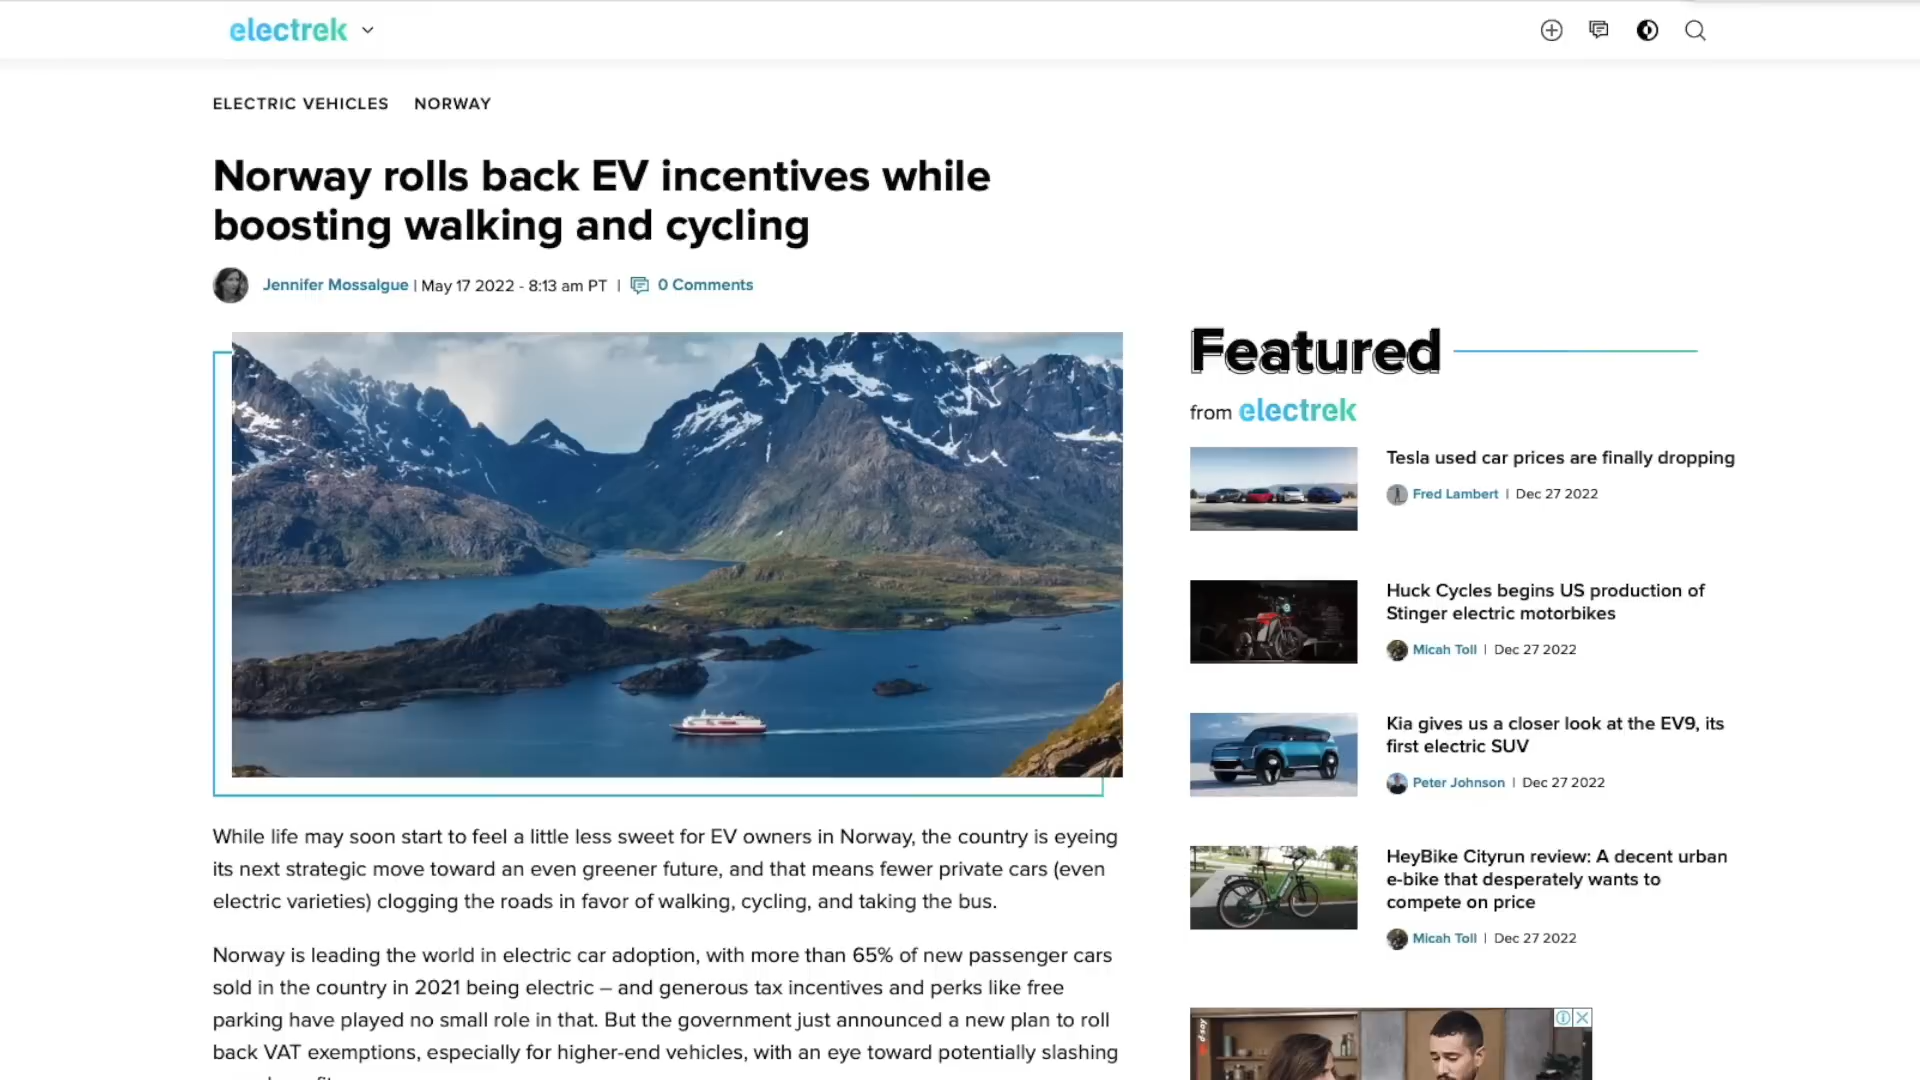 electrek
ELECTRIC VEHICLES NORWAY
Norway rolls back EV incentives while
boosting walking and cycling
Jennifer Mossalgue | May 17 2022 - 8:13 am PT | 0 Comments
While life may soon start to feel a little less sweet for EV owners in Norway, the country is eyeing
its next strategic move toward an even greener future, and that means fewer private cars (even
electric varieties) clogging the roads in favor of walking, cycling, and taking the bus.
Norway is leading the world in electric car adoption, with more than 65% of new passenger cars
sold in the country in 2021 being electric – and generous tax incentives and perks like free
parking have played no small role in that. But the government just announced a new plan to roll
back VAT exemptions, especially for higher-end vehicles, with an eye toward potentially slashing
Featured
from electrek
Tesla used car prices are finally dropping
Fred Lambert | Dec 27 2022
Huck Cycles begins US production of
Stinger electric motorbikes
Micah Toll | Dec 27 2022
Kia gives us a closer look at the EV9, its
first electric SUV
Peter Johnson | Dec 27 2022
HeyBike Cityrun review: A decent urban
e-bike that desperately wants to
compete on price
Micah Toll | Dec 27 2022